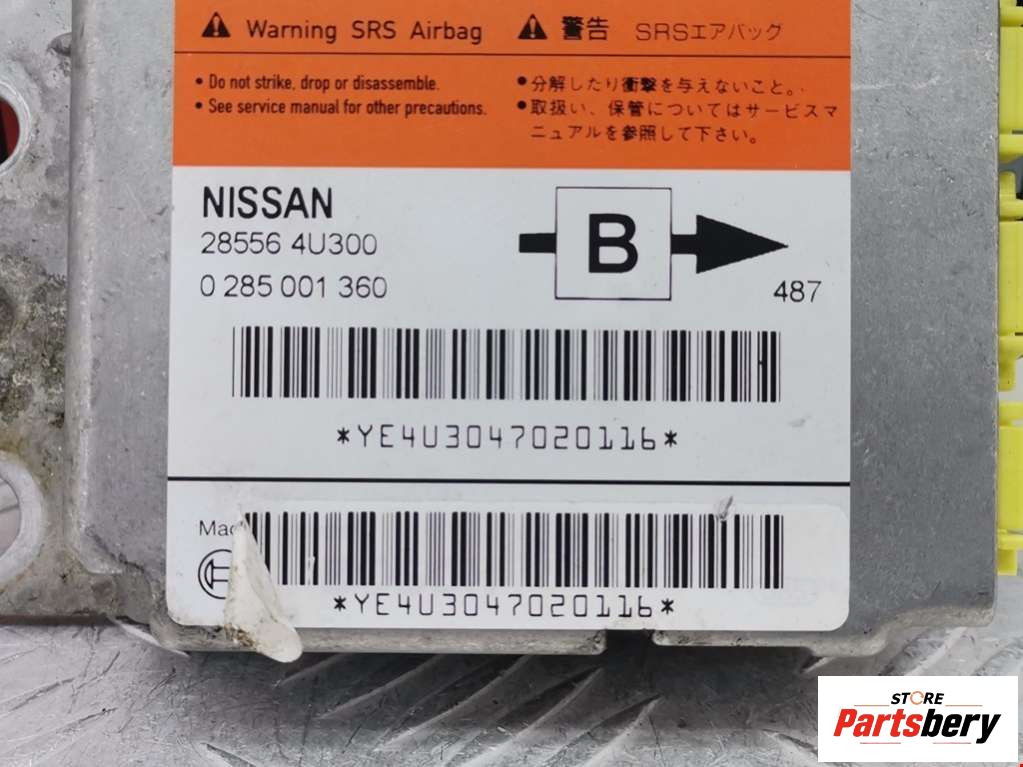 Warning SRS Airbag
• Do not strike, drop or disassemble.
• See service manual for other precautions.
警告 SRSエアバッグ
●分解したり衝撃を与えないこと。
●取扱い、保管についてはサービスマ
ニュアルを参照して下さい。
NISSAN
28556 4U300
0 285 001 360
B
487
*YE4U3047020116*
Mad
*YE4U3047020116*
STORE
Partsbery